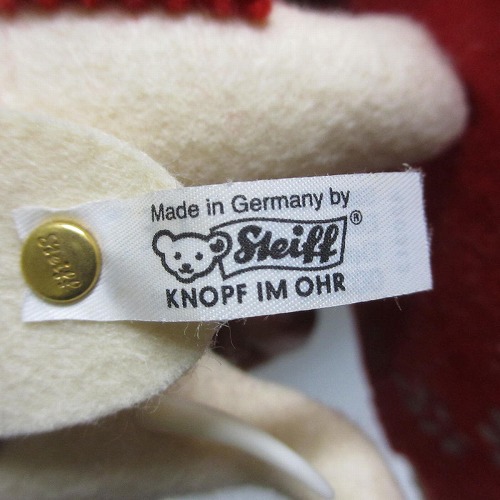 Made in Germany by
Steiff®
KNOPF IM OHR
Steiff